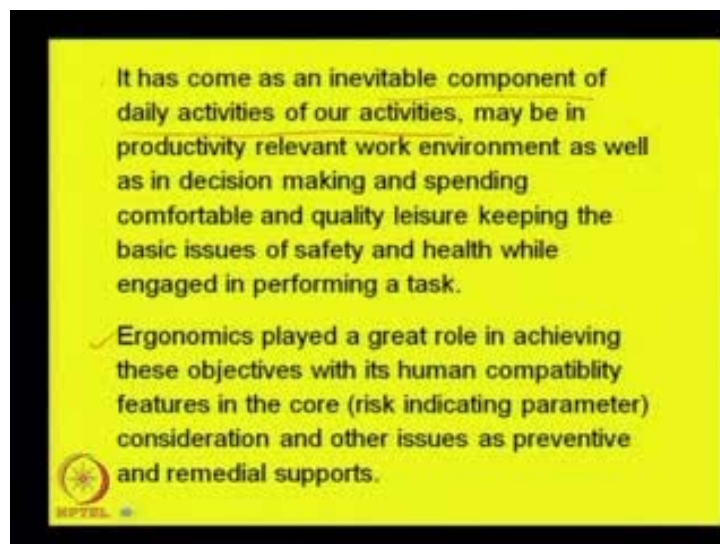 It has come as an inevitable component of
daily activities of our activities, may be in
productivity relevant work environment as well
as in decision making and spending
comfortable and quality leisure keeping the
basic issues of safety and health while
engaged in performing a task.
Ergonomics played a great role in achieving
these objectives with its human compatiblity
features in the core (risk indicating parameter)
consideration and other issues as preventive
and remedial supports.
NPTEL